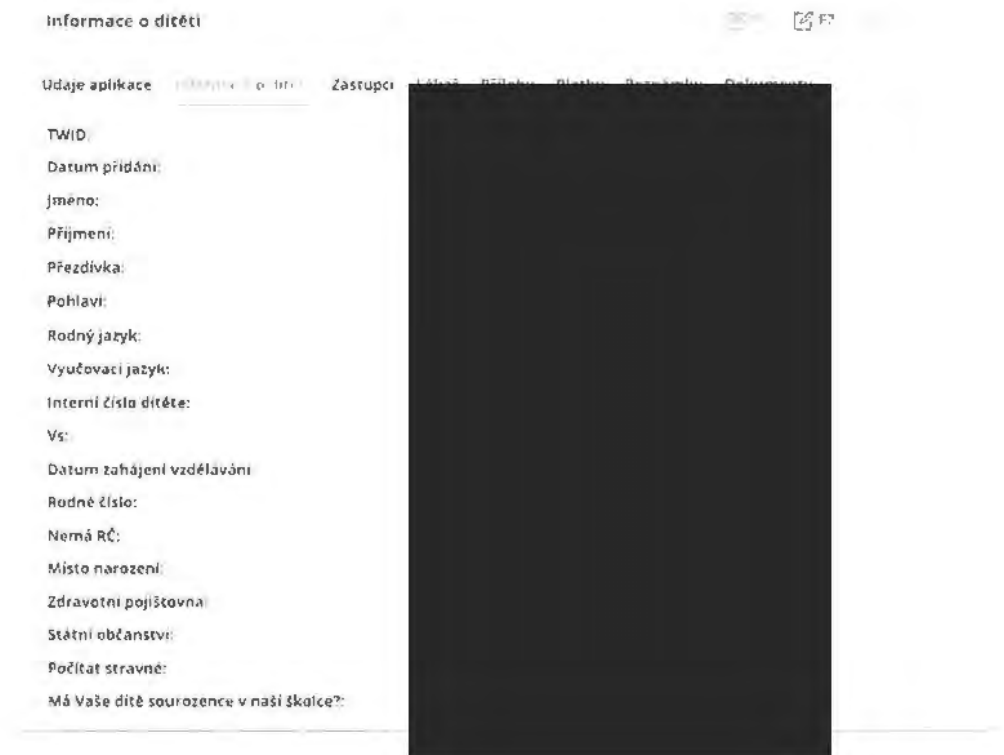 Informace o dítěti
Udaje aplikace Zástupci
TWID:
Datum přidání:
Jméno:
Příjmení:
Přezdívka:
Pohlaví:
Rodný jazyk:
Vyučovací jazyk:
Interní číslo dítěte:
Vs:
Datum zahájení vzdělávání
Rodné číslo:
Nemá RČ:
Místo narození:
Zdravotní pojišťovna
Státní občanství:
Počítat stravné:
Má Vaše dítě sourozence v naší školce?: